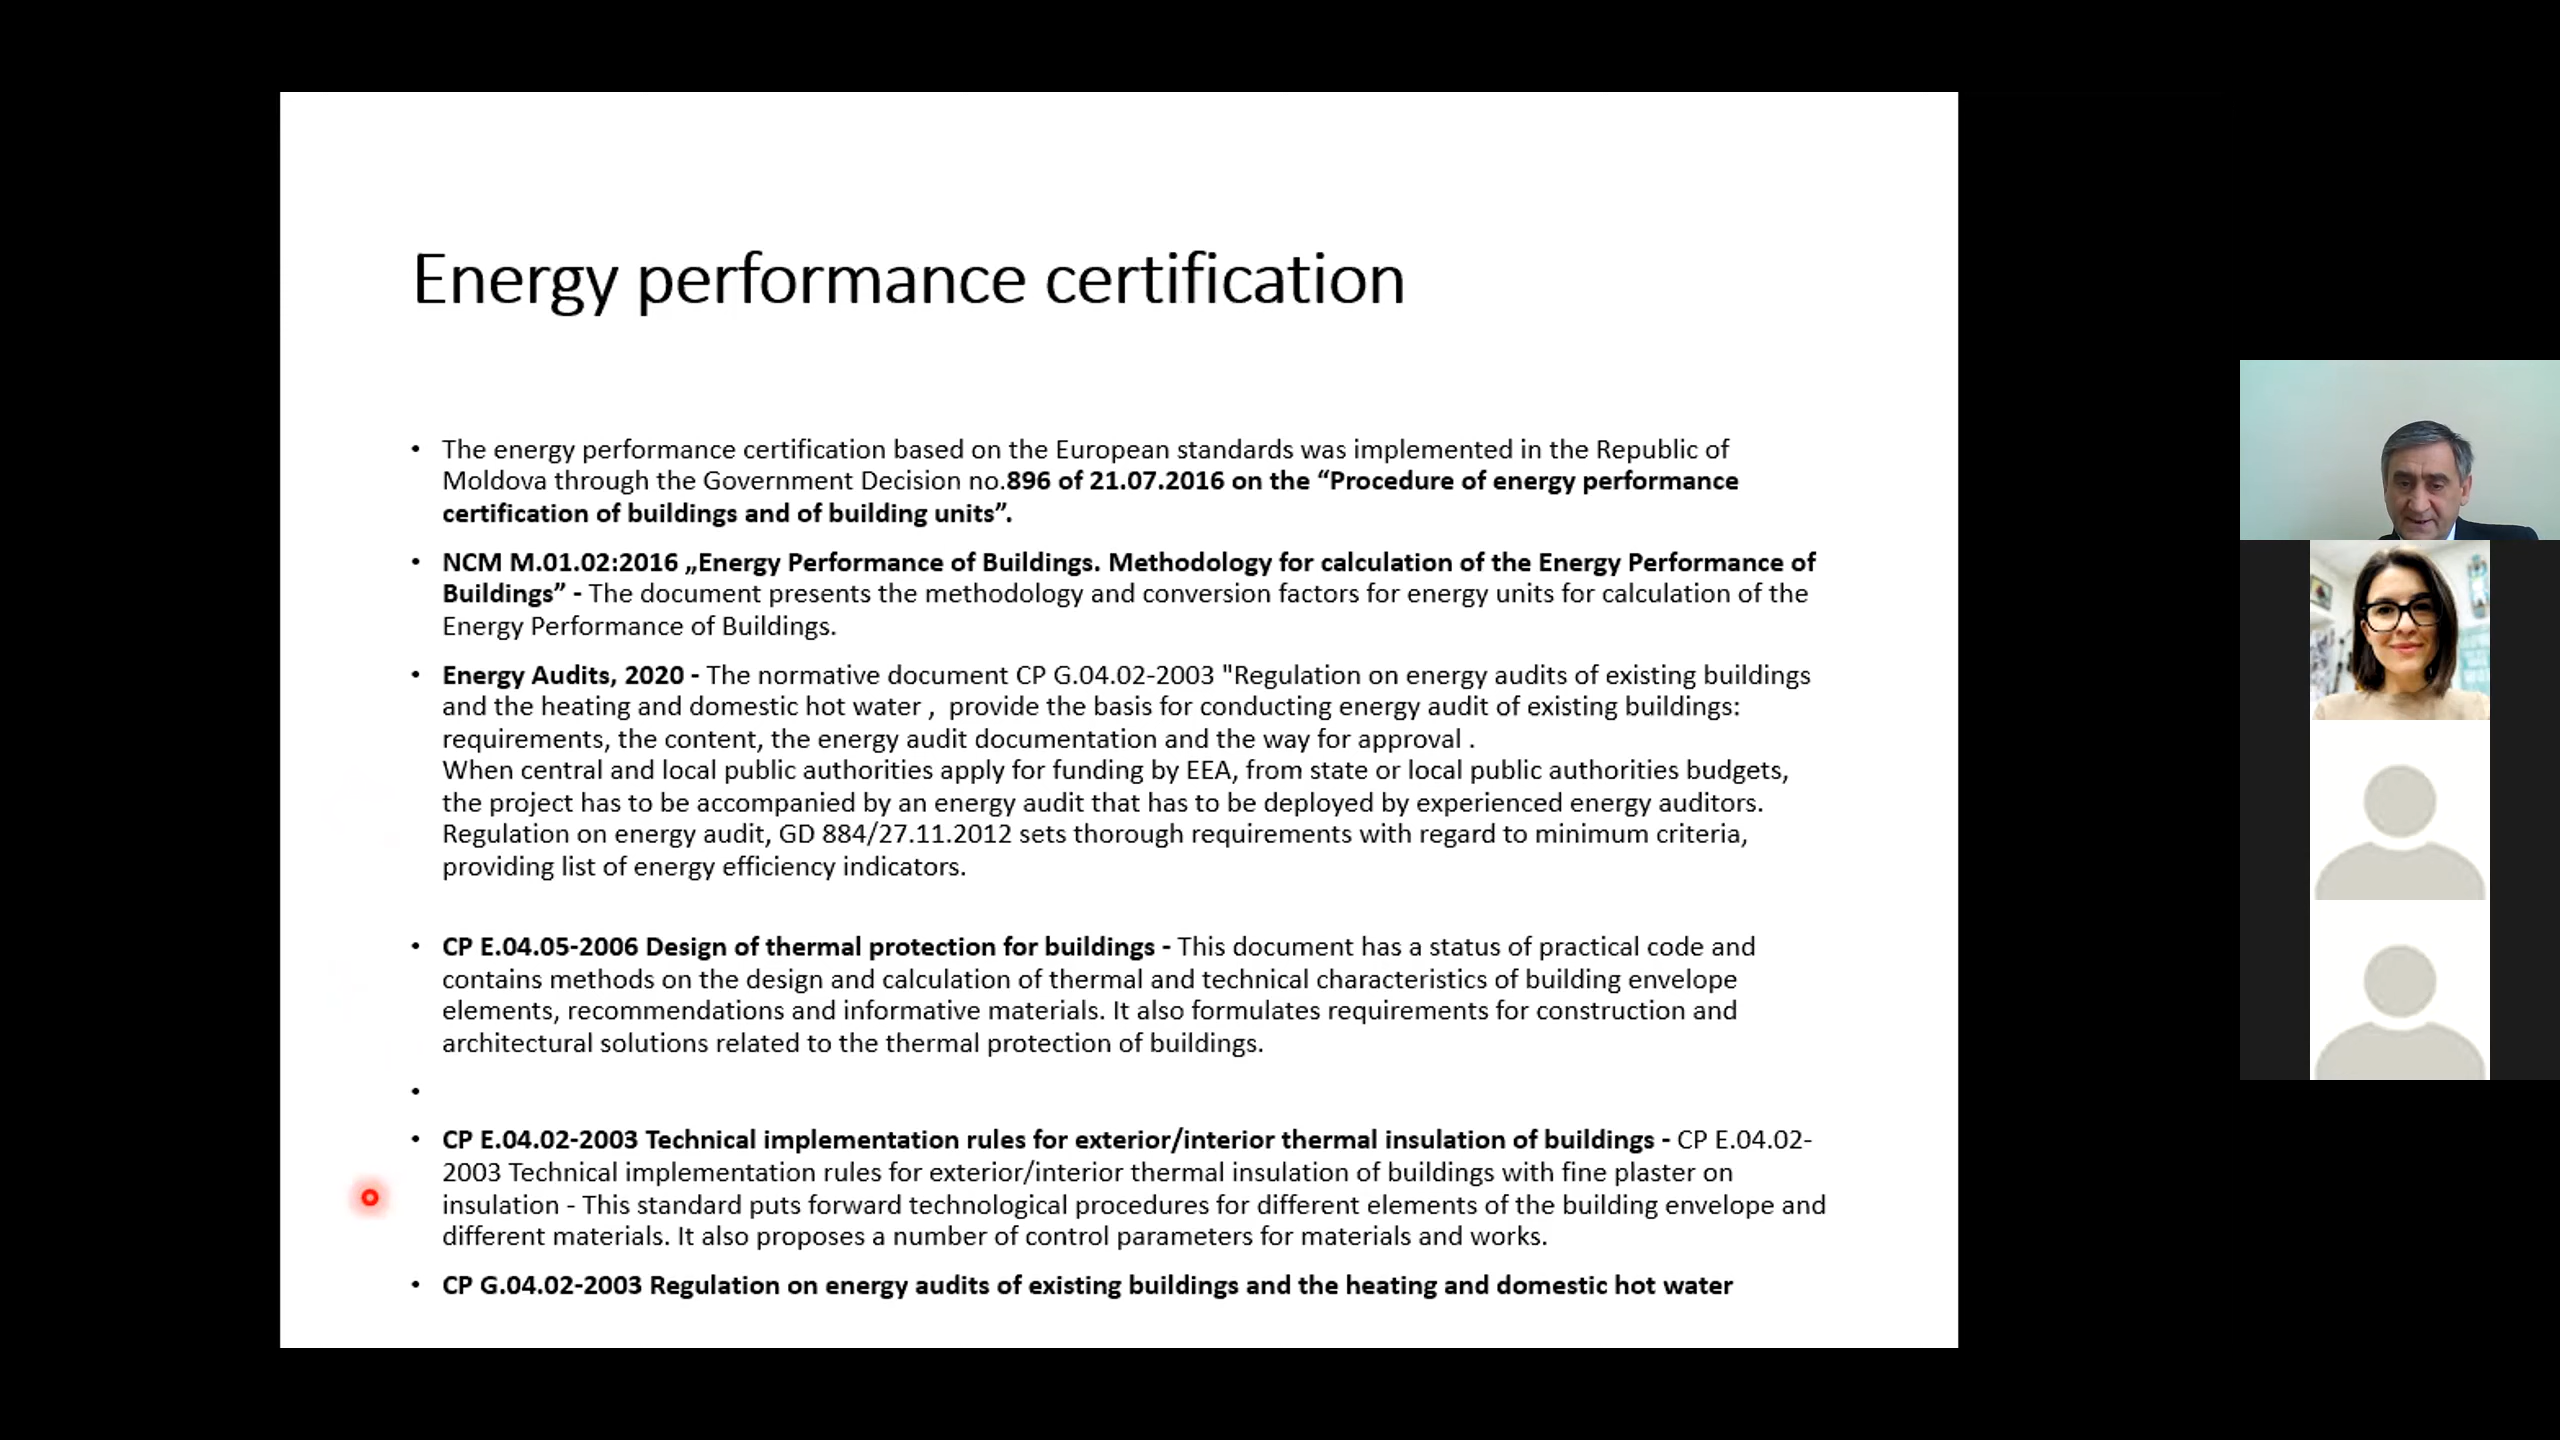 Energy performance certification
• The energy performance certification based on the European standards was implemented in the Republic of
Moldova through the Government Decision no.896 of 21.07.2016 on the “Procedure of energy performance
certification of buildings and of building units”.
• NCM M.01.02:2016 „Energy Performance of Buildings. Methodology for calculation of the Energy Performance of
Buildings” - The document presents the methodology and conversion factors for energy units for calculation of the
Energy Performance of Buildings.
• Energy Audits, 2020 - The normative document CP G.04.02-2003 "Regulation on energy audits of existing buildings
and the heating and domestic hot water , provide the basis for conducting energy audit of existing buildings:
requirements, the content, the energy audit documentation and the way for approval .
When central and local public authorities apply for funding by EEA, from state or local public authorities budgets,
the project has to be accompanied by an energy audit that has to be deployed by experienced energy auditors.
Regulation on energy audit, GD 884/27.11.2012 sets thorough requirements with regard to minimum criteria,
providing list of energy efficiency indicators.
• CP E.04.05-2006 Design of thermal protection for buildings - This document has a status of practical code and
contains methods on the design and calculation of thermal and technical characteristics of building envelope
elements, recommendations and informative materials. It also formulates requirements for construction and
architectural solutions related to the thermal protection of buildings.
•
• CP E.04.02-2003 Technical implementation rules for exterior/interior thermal insulation of buildings - CP E.04.02-
2003 Technical implementation rules for exterior/interior thermal insulation of buildings with fine plaster on
insulation - This standard puts forward technological procedures for different elements of the building envelope and
different materials. It also proposes a number of control parameters for materials and works.
• CP G.04.02-2003 Regulation on energy audits of existing buildings and the heating and domestic hot water